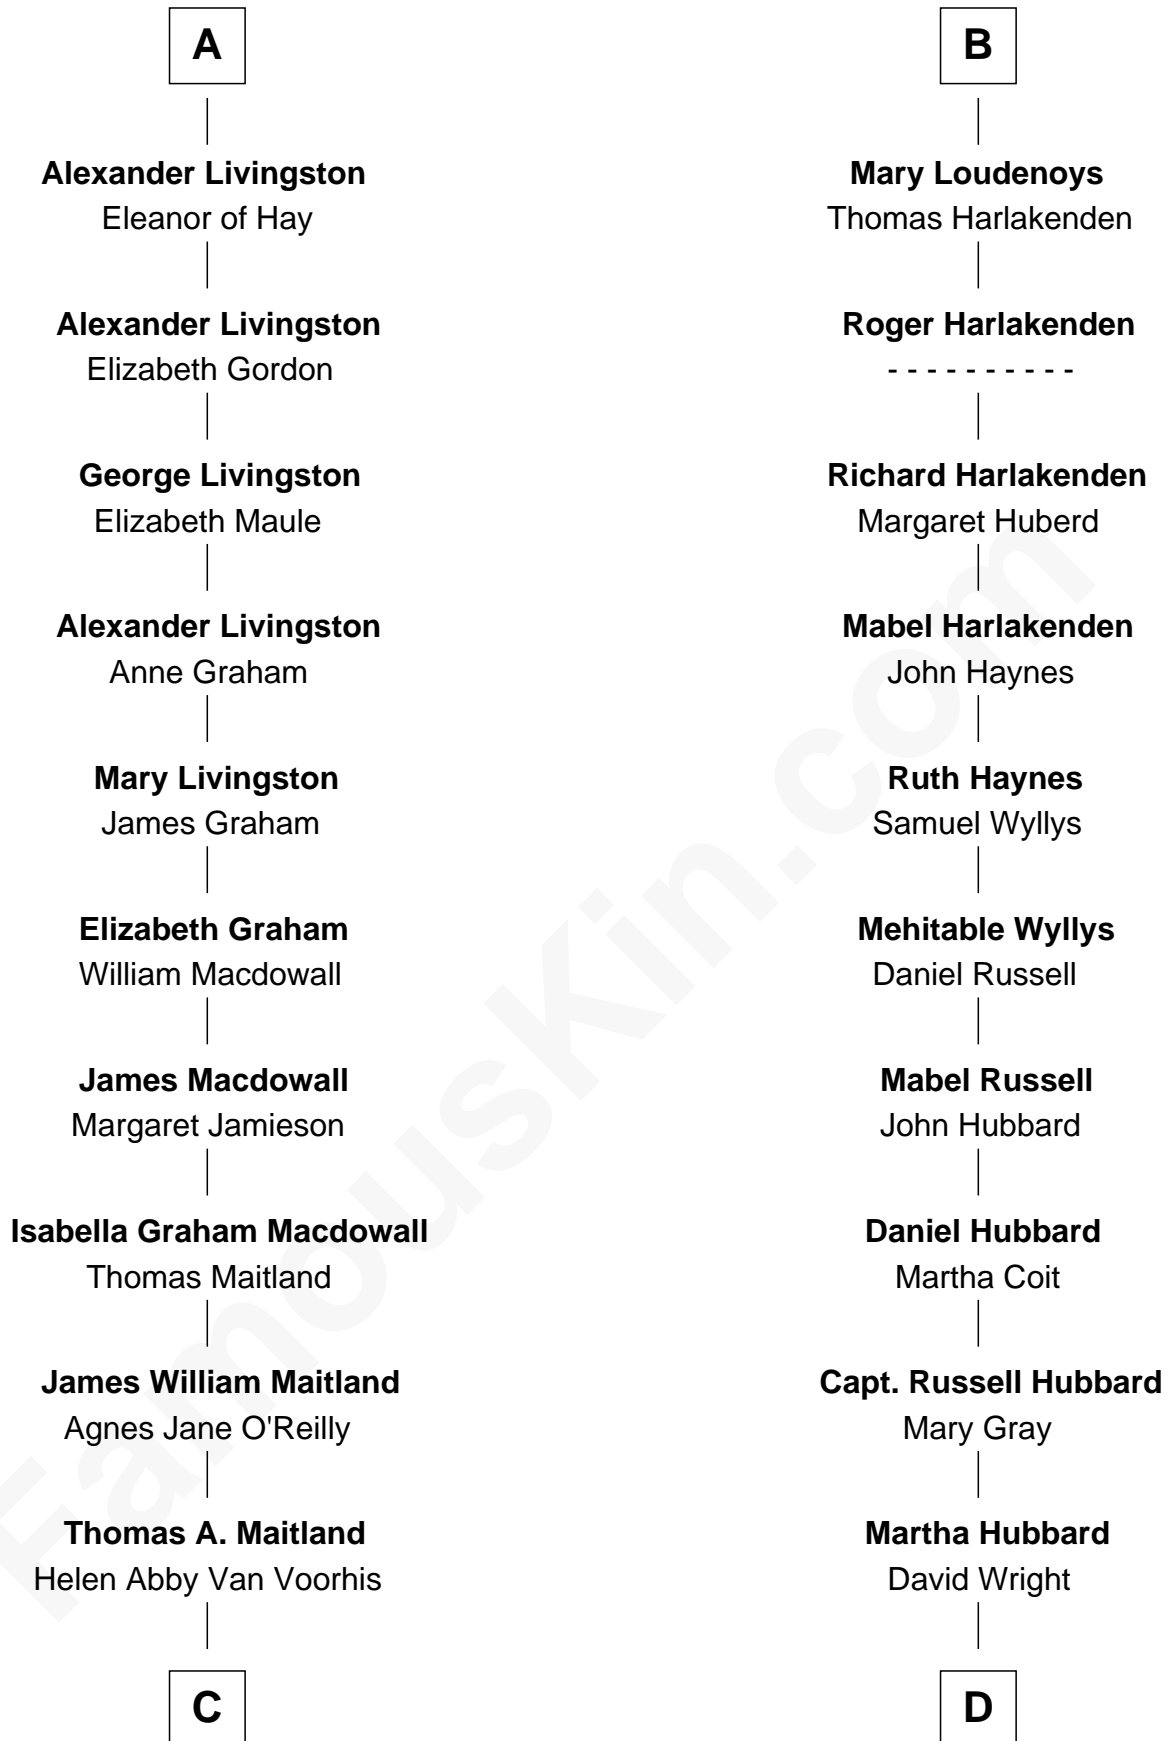 A
Alexander Livingston
Eleanor of Hay
Alexander Livingston
Elizabeth Gordon
George Livingston
Elizabeth Maule
Alexander Livingston
Anne Graham
Mary Livingston
James Graham
Elizabeth Graham
William Macdowall
James Macdowall
Margaret Jamieson
Isabella Graham Macdowall
Thomas Maitland
James William Maitland
Agnes Jane O'Reilly
Thomas A. Maitland
Helen Abby Van Voorhis
C
B
Mary Loudenoys
Thomas Harlakenden
Roger Harlakenden
- - - - - - - - - -
Richard Harlakenden
Margaret Huberd
Mabel Harlakenden
John Haynes
Ruth Haynes
Samuel Wyllys
Mehitable Wyllys
Daniel Russell
Mabel Russell
John Hubbard
Daniel Hubbard
Martha Coit
Capt. Russell Hubbard
Mary Gray
Martha Hubbard
David Wright
D
FamousKin.com